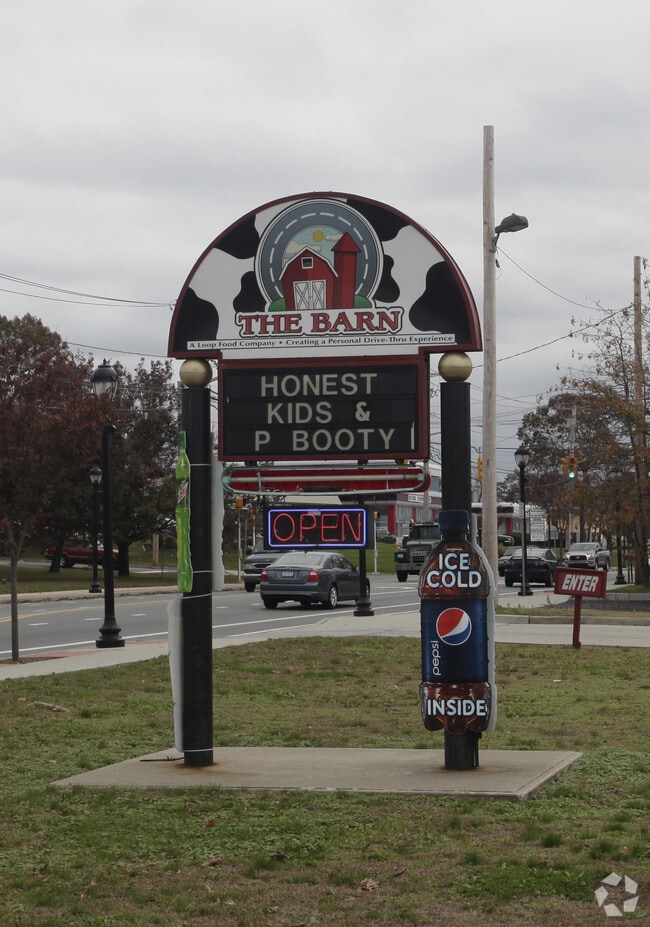 THE BARN
A Loop Food Company • Creating a Personal Drive-Thru Experience
HONEST
KIDS &
P BOOTY
OPEN
ICE
COLD
pepsi
INSIDE
ENTER